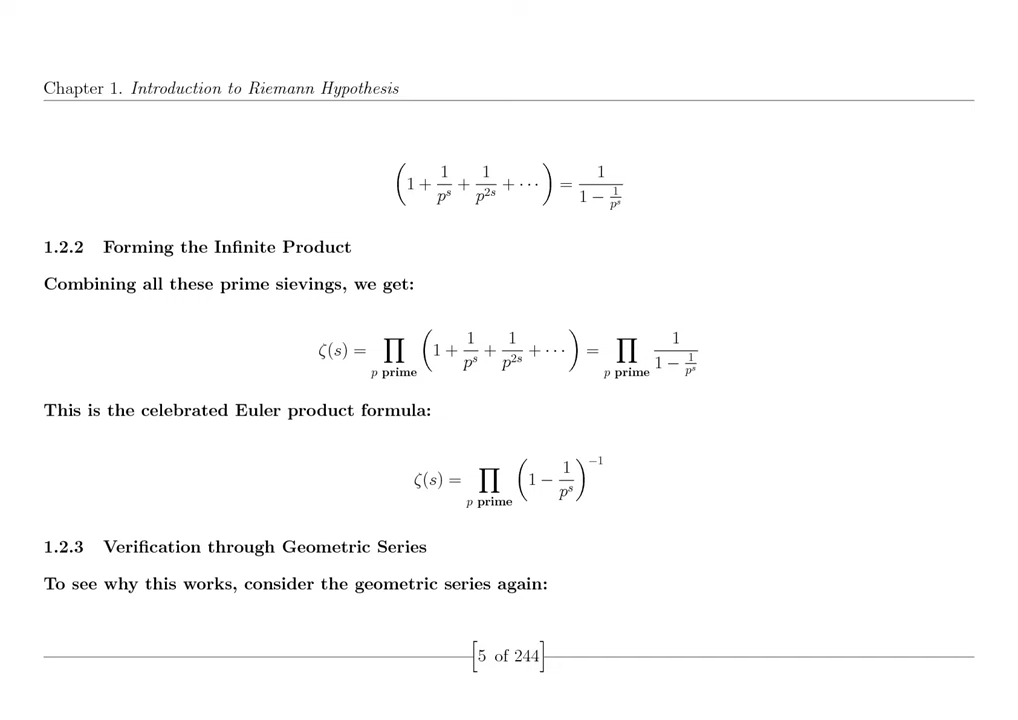 Chapter 1. Introduction to Riemann Hypothesis
(1 + 1/p^s + 1/p^{2s} + ⋯) = 1/(1 − 1/p^s)
1.2.2 Forming the Infinite Product
Combining all these prime sievings, we get:
ζ(s) = ∏_{p prime} (1 + 1/p^s + 1/p^{2s} + ⋯) = ∏_{p prime} 1/(1 − 1/p^s)
This is the celebrated Euler product formula:
ζ(s) = ∏_{p prime} (1 − 1/p^s)^{−1}
1.2.3 Verification through Geometric Series
To see why this works, consider the geometric series again:
[5 of 244]